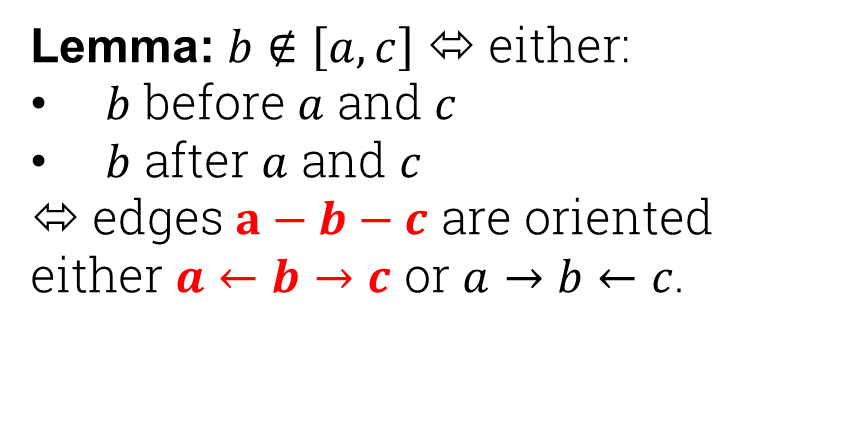 Lemma: b ∉ [a, c] ⇔ either:
• b before a and c
• b after a and c
⇔ edges a − b − c are oriented
either a ← b → c or a → b ← c.